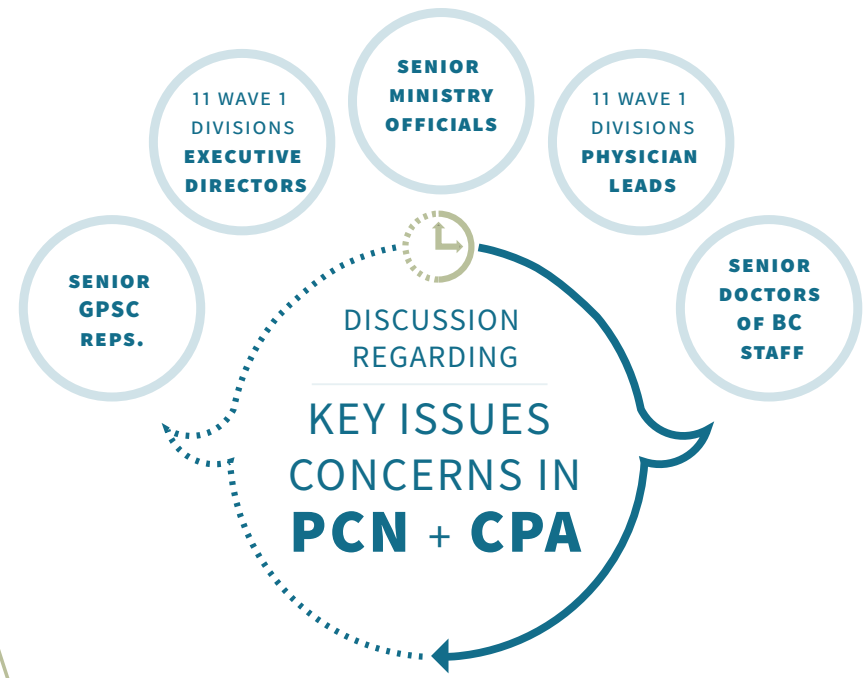 SENIOR
GPSC
REPS.
11 WAVE 1
DIVISIONS
EXECUTIVE
DIRECTORS
SENIOR
MINISTRY
OFFICIALS
11 WAVE 1
DIVISIONS
PHYSICIAN
LEADS
SENIOR
DOCTORS
OF BC
STAFF
DISCUSSION
REGARDING
KEY ISSUES
CONCERNS IN
PCN + CPA